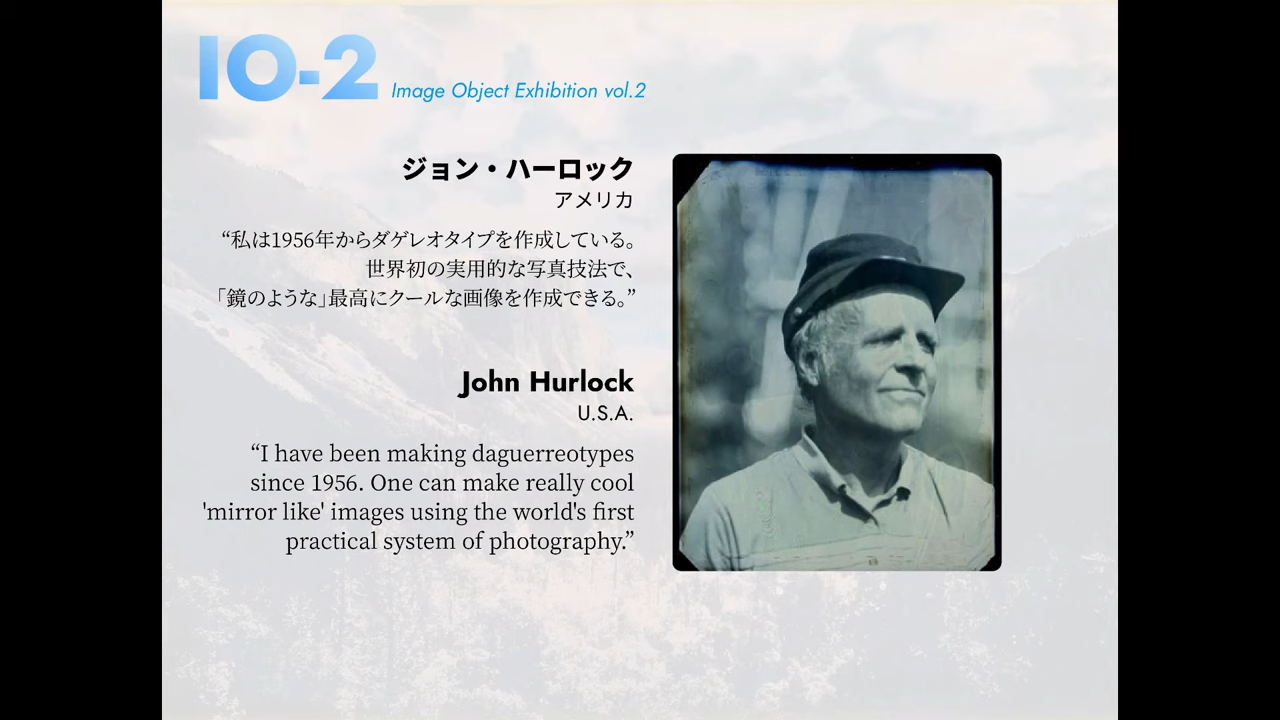 IO-2 Image Object Exhibition vol.2
ジョン・ハーロック
アメリカ
“私は1956年からダゲレオタイプを作成している。
世界初の実用的な写真技法で、
「鏡のような」最高にクールな画像を作成できる。”
John Hurlock
U.S.A.
“I have been making daguerreotypes
since 1956. One can make really cool
'mirror like' images using the world's first
practical system of photography.”